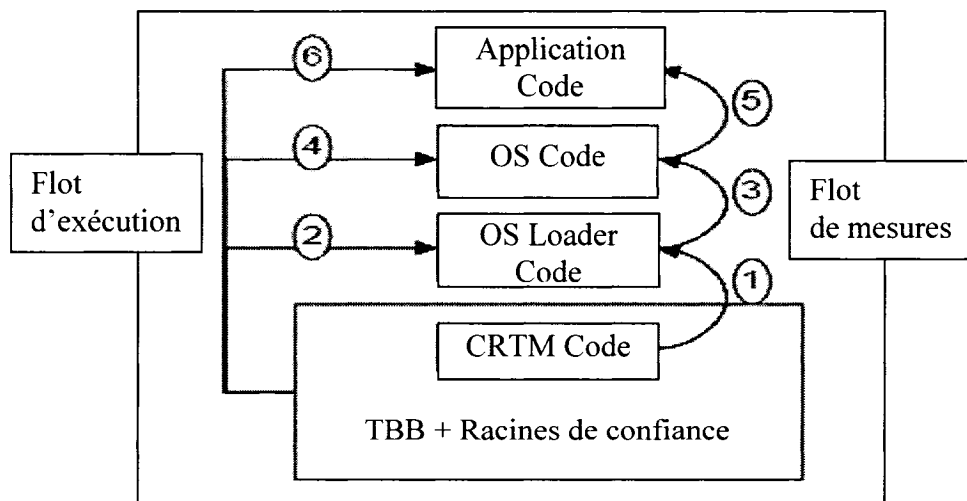 6
Application
Code
5
4
OS Code
Flot
d'exécution
3
Flot
de mesures
2
OS Loader
Code
1
CRTM Code
TBB + Racines de confiance